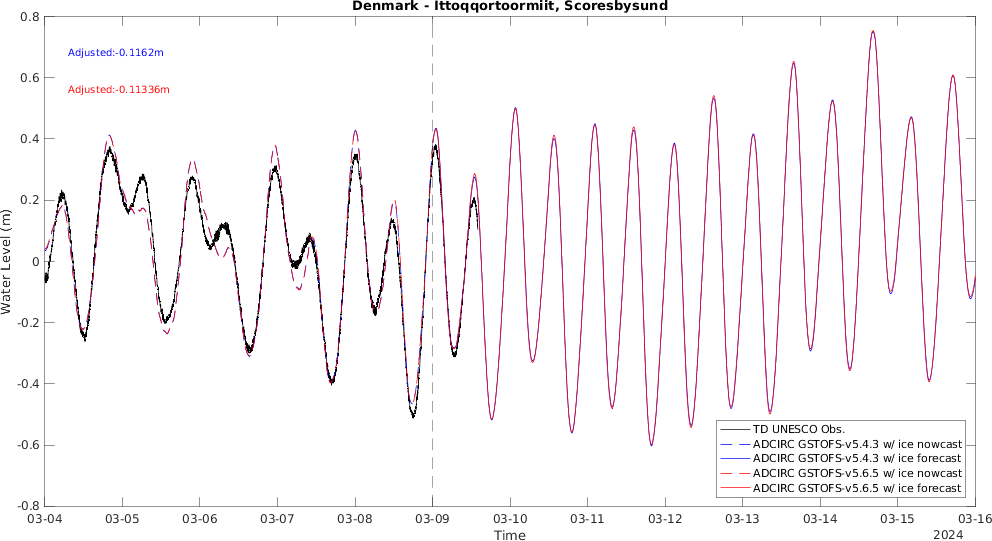 Denmark - Ittoqqortoormiit, Scoresbysund
Adjusted:-0.1162m
Adjusted:-0.11336m
Water Level (m)
0.8
0.6
0.4
0.2
0
-0.2
-0.4
-0.6
-0.8
TD UNESCO Obs.
ADCIRC GSTOFS-v5.4.3 w/ ice nowcast
ADCIRC GSTOFS-v5.4.3 w/ ice forecast
ADCIRC GSTOFS-v5.6.5 w/ ice nowcast
ADCIRC GSTOFS-v5.6.5 w/ ice forecast
03-04 03-05 03-06 03-07 03-08 03-09 03-10 03-11 03-12 03-13 03-14 03-15 03-16
Time
2024